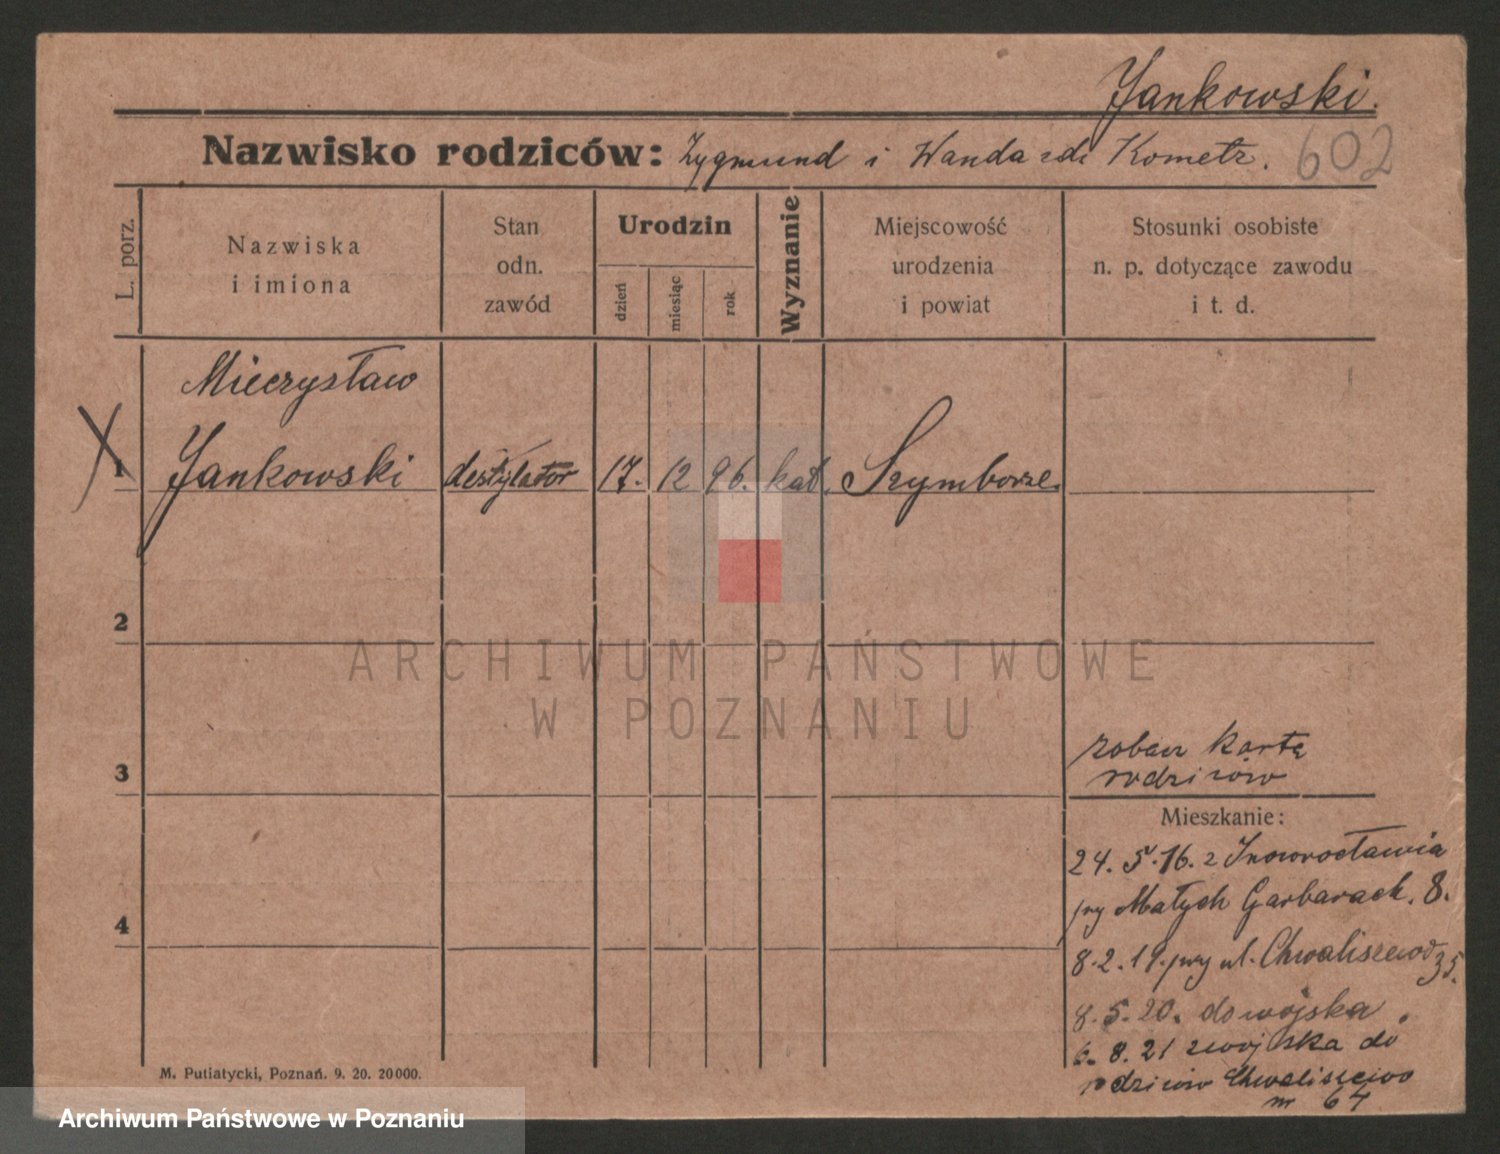 Jankowski.
Nazwisko rodziców: Zygmund i Wanda zd. Kometz.
602
L. porz.
Nazwiska
i imiona
Stan
odn.
zawód
Urodzin
dzień
miesiąc
rok
Wyznanie
Miejscowość
urodzenia
i powiat
Stosunki osobiste
n. p. dotyczące zawodu
i t. d.
Mieczysław
1 Jankowski destylator 17. 12 96. kat. Szymborze.
2
ARCHIWUM PAŃSTWOWE
W POZNANIU
3
zobacz kartę
rodziców
Mieszkanie:
24. 5. 16. z Inowrocławia
przy Małych Garbarach. 8.
4
8. 2. 19. przy ul. Chwaliszewo 35.
8. 5. 20. do wojska.
6. 8. 21 z wojska do
rodziców Chwaliszewo
nr 64
M. Putiatycki, Poznań. 9. 20. 20000.
Archiwum Państwowe w Poznaniu